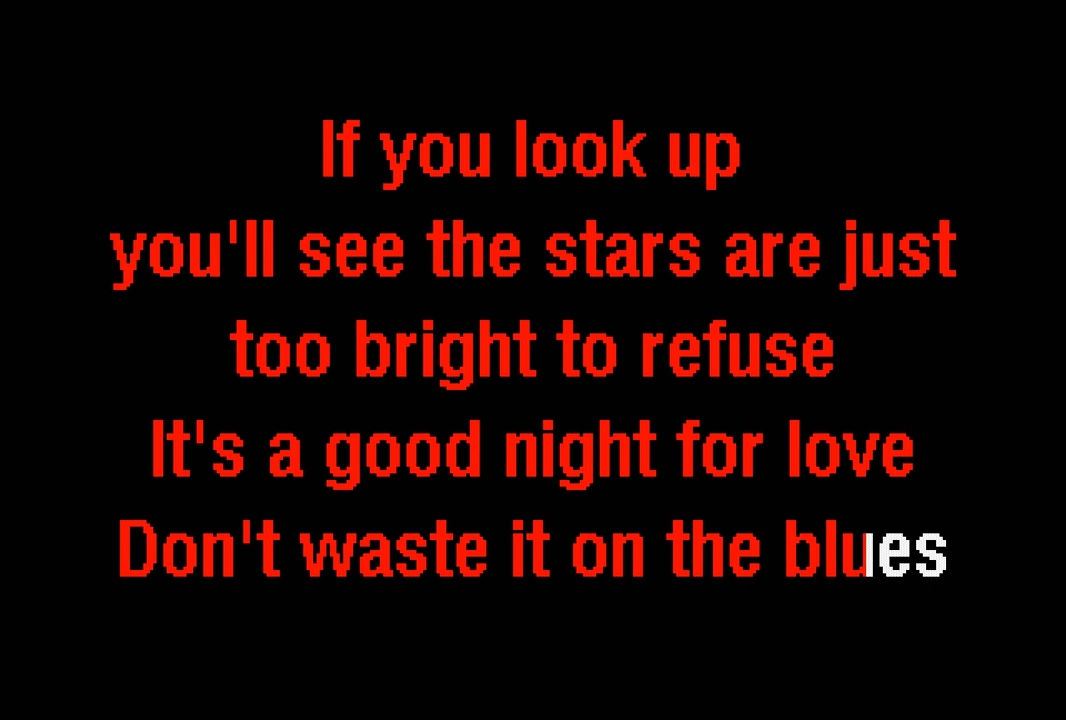 If you look up
you'll see the stars are just
too bright to refuse
It's a good night for love
Don't waste it on the blues